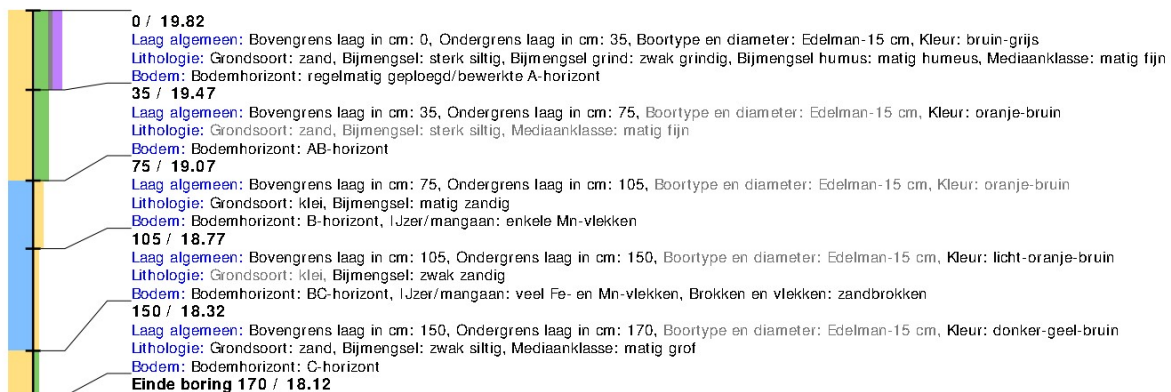 0 / 19.82
Laag algemeen: Bovengrens laag in cm: 0, Ondergrens laag in cm: 35, Boortype en diameter: Edelman-15 cm, Kleur: bruin-grijs
Lithologie: Grondsoort: zand, Bijmengsel: sterk siltig, Bijmengsel grind: zwak grindig, Bijmengsel humus: matig humeus, Mediaanklasse: matig fijn
Bodem: Bodemhorizont: regelmatig geploegd/bewerkte A-horizont
35 / 19.47
Laag algemeen: Bovengrens laag in cm: 35, Ondergrens laag in cm: 75, Boortype en diameter: Edelman-15 cm, Kleur: oranje-bruin
Lithologie: Grondsoort: zand, Bijmengsel: sterk siltig, Mediaanklasse: matig fijn
Bodem: Bodemhorizont: AB-horizont
75 / 19.07
Laag algemeen: Bovengrens laag in cm: 75, Ondergrens laag in cm: 105, Boortype en diameter: Edelman-15 cm, Kleur: oranje-bruin
Lithologie: Grondsoort: klei, Bijmengsel: matig zandig
Bodem: Bodemhorizont: B-horizont, IJzer/mangaan: enkele Mn-vlekken
105 / 18.77
Laag algemeen: Bovengrens laag in cm: 105, Ondergrens laag in cm: 150, Boortype en diameter: Edelman-15 cm, Kleur: licht-oranje-bruin
Lithologie: Grondsoort: klei, Bijmengsel: zwak zandig
Bodem: Bodemhorizont: BC-horizont, IJzer/mangaan: veel Fe- en Mn-vlekken, Brokken en vlekken: zandbrokken
150 / 18.32
Laag algemeen: Bovengrens laag in cm: 150, Ondergrens laag in cm: 170, Boortype en diameter: Edelman-15 cm, Kleur: donker-geel-bruin
Lithologie: Grondsoort: zand, Bijmengsel: zwak siltig, Mediaanklasse: matig grof
Bodem: Bodemhorizont: C-horizont
Einde boring 170 / 18.12